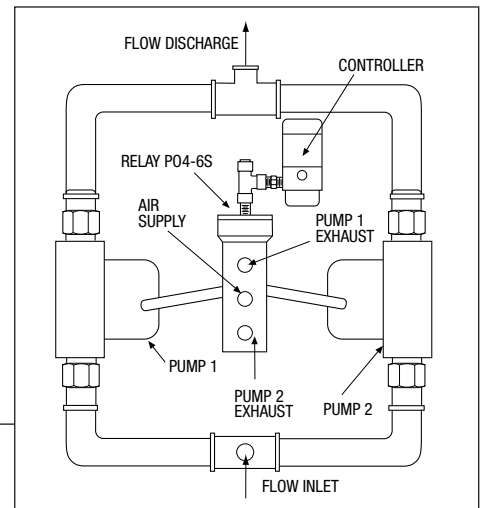 FLOW DISCHARGE
CONTROLLER
RELAY PO4-6S
AIR
SUPPLY
PUMP 1
EXHAUST
PUMP 1
PUMP 2
EXHAUST
PUMP 2
FLOW INLET